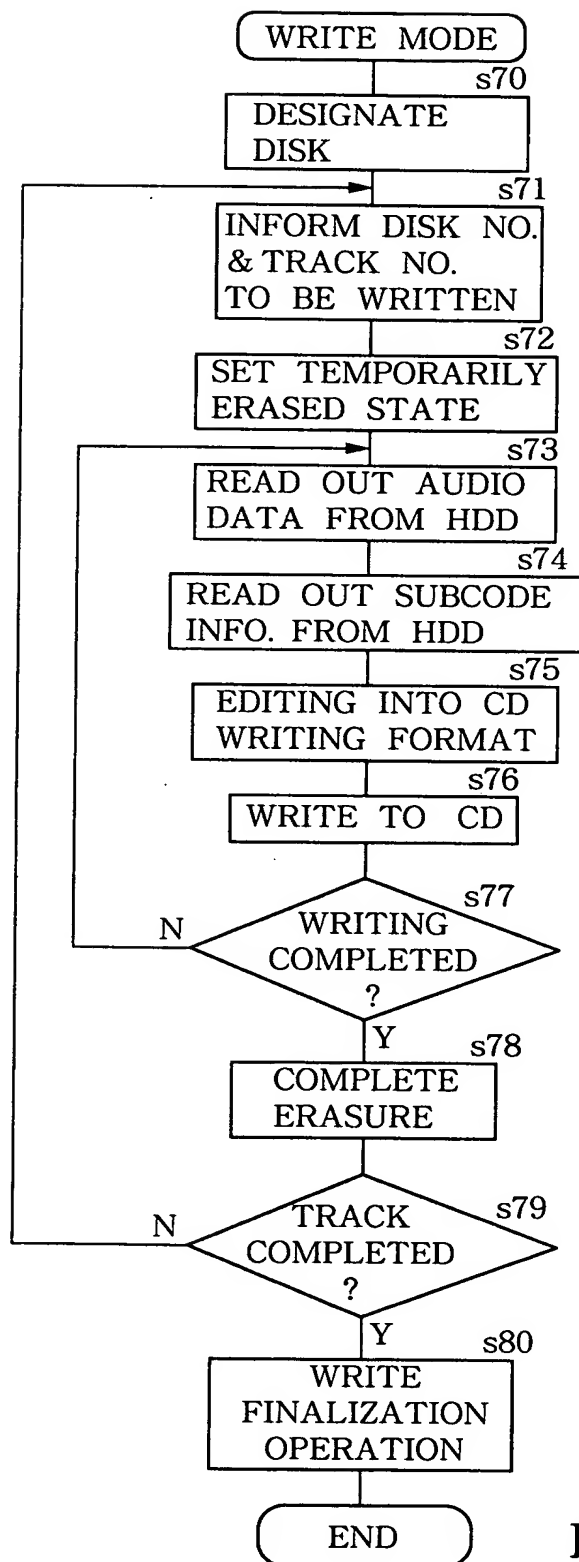 WRITE MODE
s70
DESIGNATE
DISK
s71
INFORM DISK NO.
& TRACK NO.
TO BE WRITTEN
s72
SET TEMPORARILY
ERASED STATE
s73
READ OUT AUDIO
DATA FROM HDD
s74
READ OUT SUBCODE
INFO. FROM HDD
s75
EDITING INTO CD
WRITING FORMAT
s76
WRITE TO CD
s77
N
WRITING
COMPLETED
?
Y
s78
COMPLETE
ERASURE
s79
N
TRACK
COMPLETED
?
Y
s80
WRITE
FINALIZATION
OPERATION
END